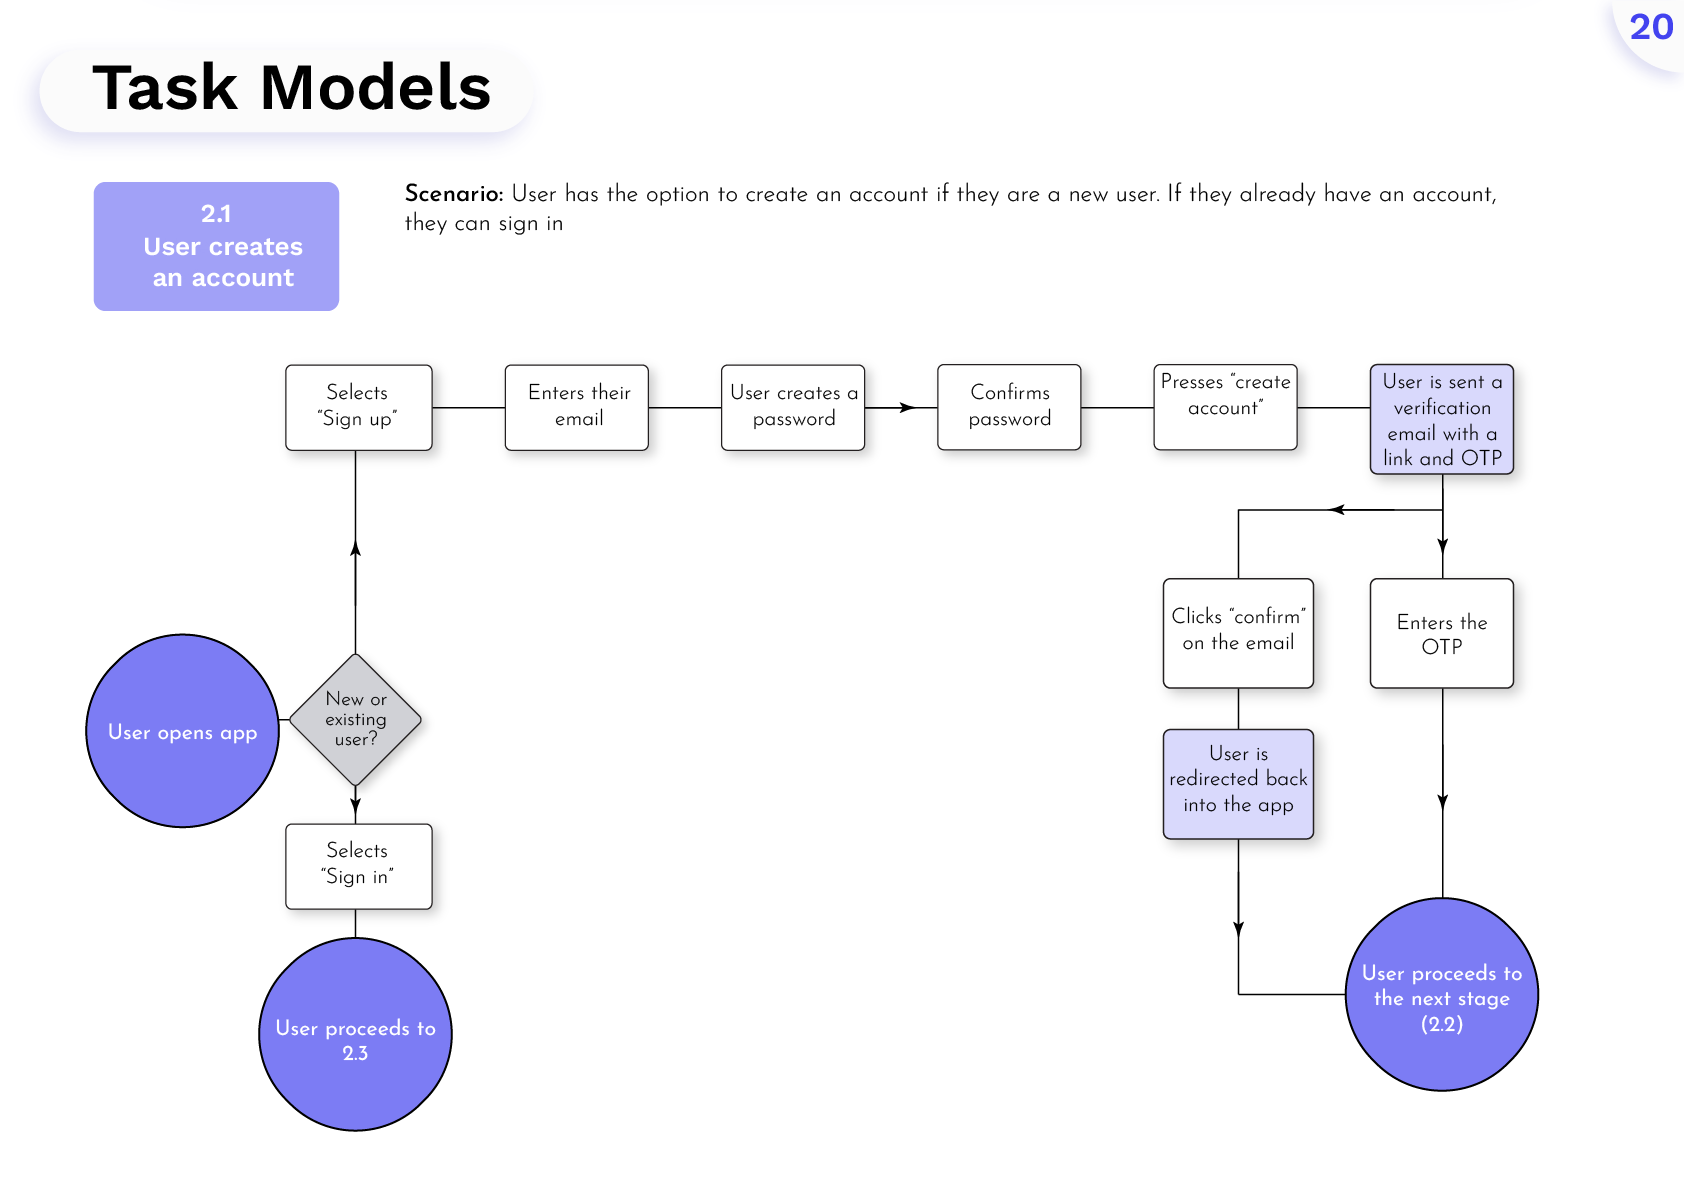 20
Task Models
2.1
User creates
an account
Scenario: User has the option to create an account if they are a new user. If they already have an account,
they can sign in
Selects
“Sign up”
Enters their
email
User creates a
password
Confirms
password
Presses “create
account”
User is sent a
verification
email with a
link and OTP
Clicks “confirm”
on the email
Enters the
OTP
User opens app
New or
existing
user?
User is
redirected back
into the app
Selects
“Sign in”
User proceeds to
the next stage
(2.2)
User proceeds to
2.3